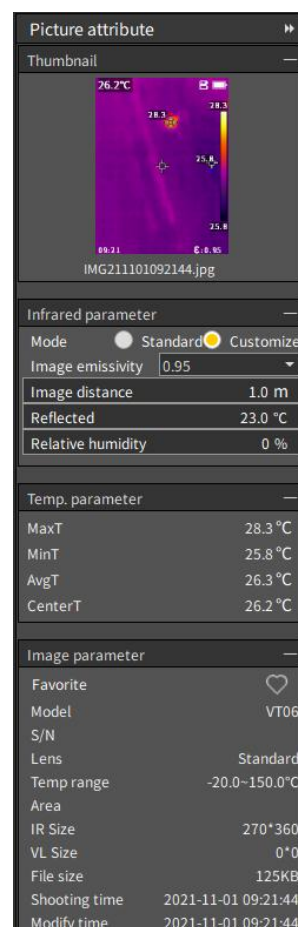 Picture attribute
Thumbnail
26.2℃
28.3
28.3
25.8
25.8
09:21 Ɛ:0.95
IMG211101092144.jpg
Infrared parameter
Mode Standard Customize
Image emissivity 0.95
Image distance 1.0 m
Reflected 23.0 ℃
Relative humidity 0 %
Temp. parameter
MaxT 28.3℃
MinT 25.8℃
AvgT 26.3℃
CenterT 26.2℃
Image parameter
Favorite
Model VT06
S/N
Lens Standard
Temp range -20.0~150.0℃
Area
IR Size 270*360
VL Size 0*0
File size 125KB
Shooting time 2021-11-01 09:21:44
Modify time 2021-11-01 09:21:44